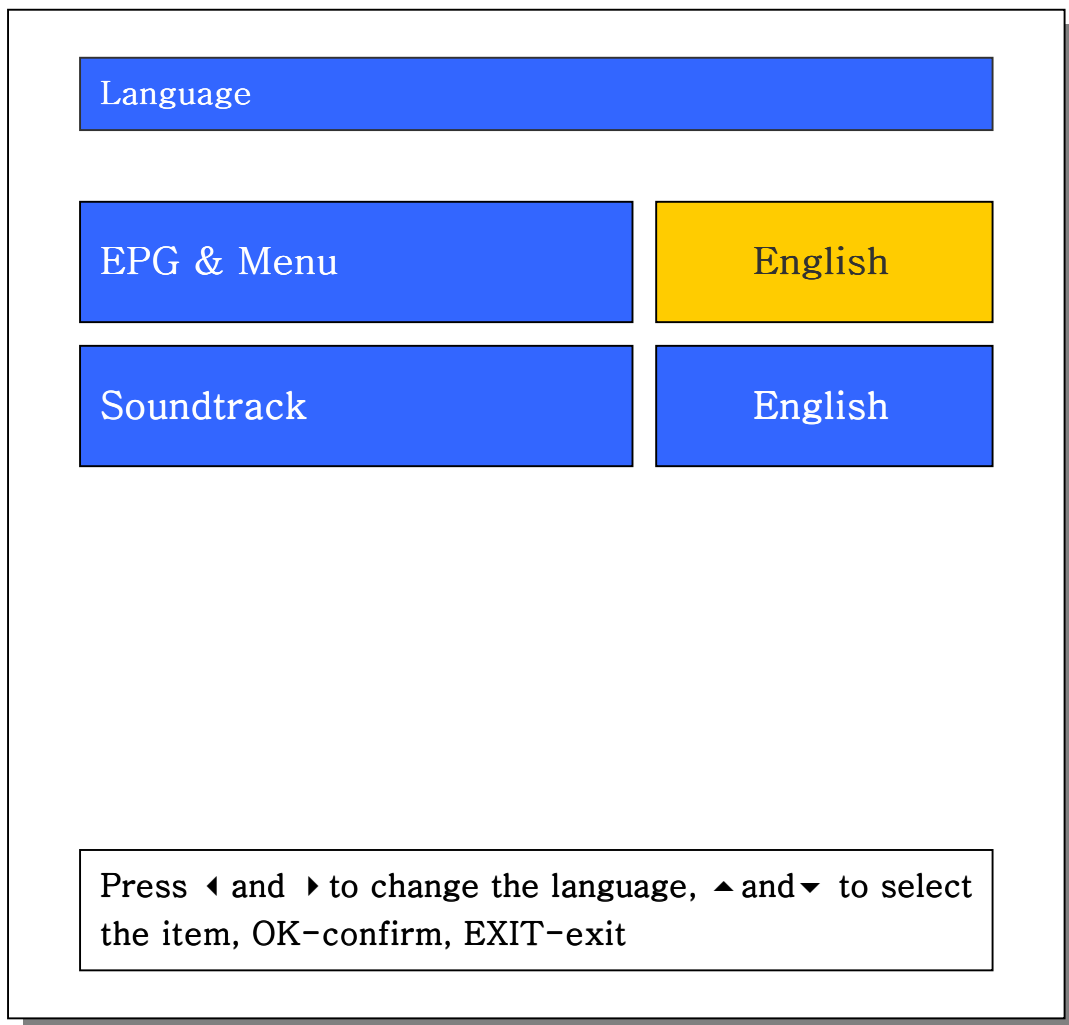 Language
EPG & Menu
English
Soundtrack
English
Press ◀ and ▶ to change the language, ▲ and ▼ to select
the item, OK-confirm, EXIT-exit